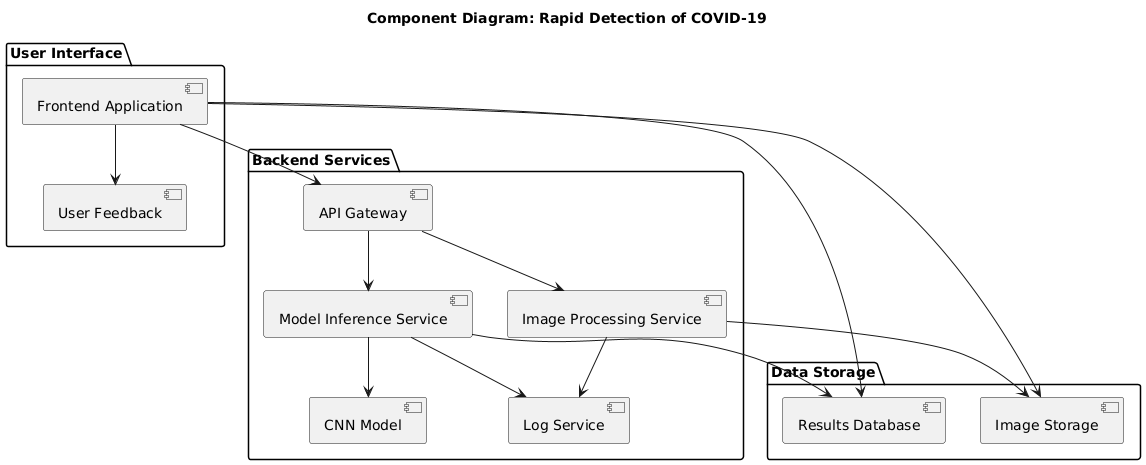 Component Diagram: Rapid Detection of COVID-19
User Interface
Frontend Application
User Feedback
Backend Services
API Gateway
Model Inference Service
Image Processing Service
CNN Model
Log Service
Data Storage
Results Database
Image Storage